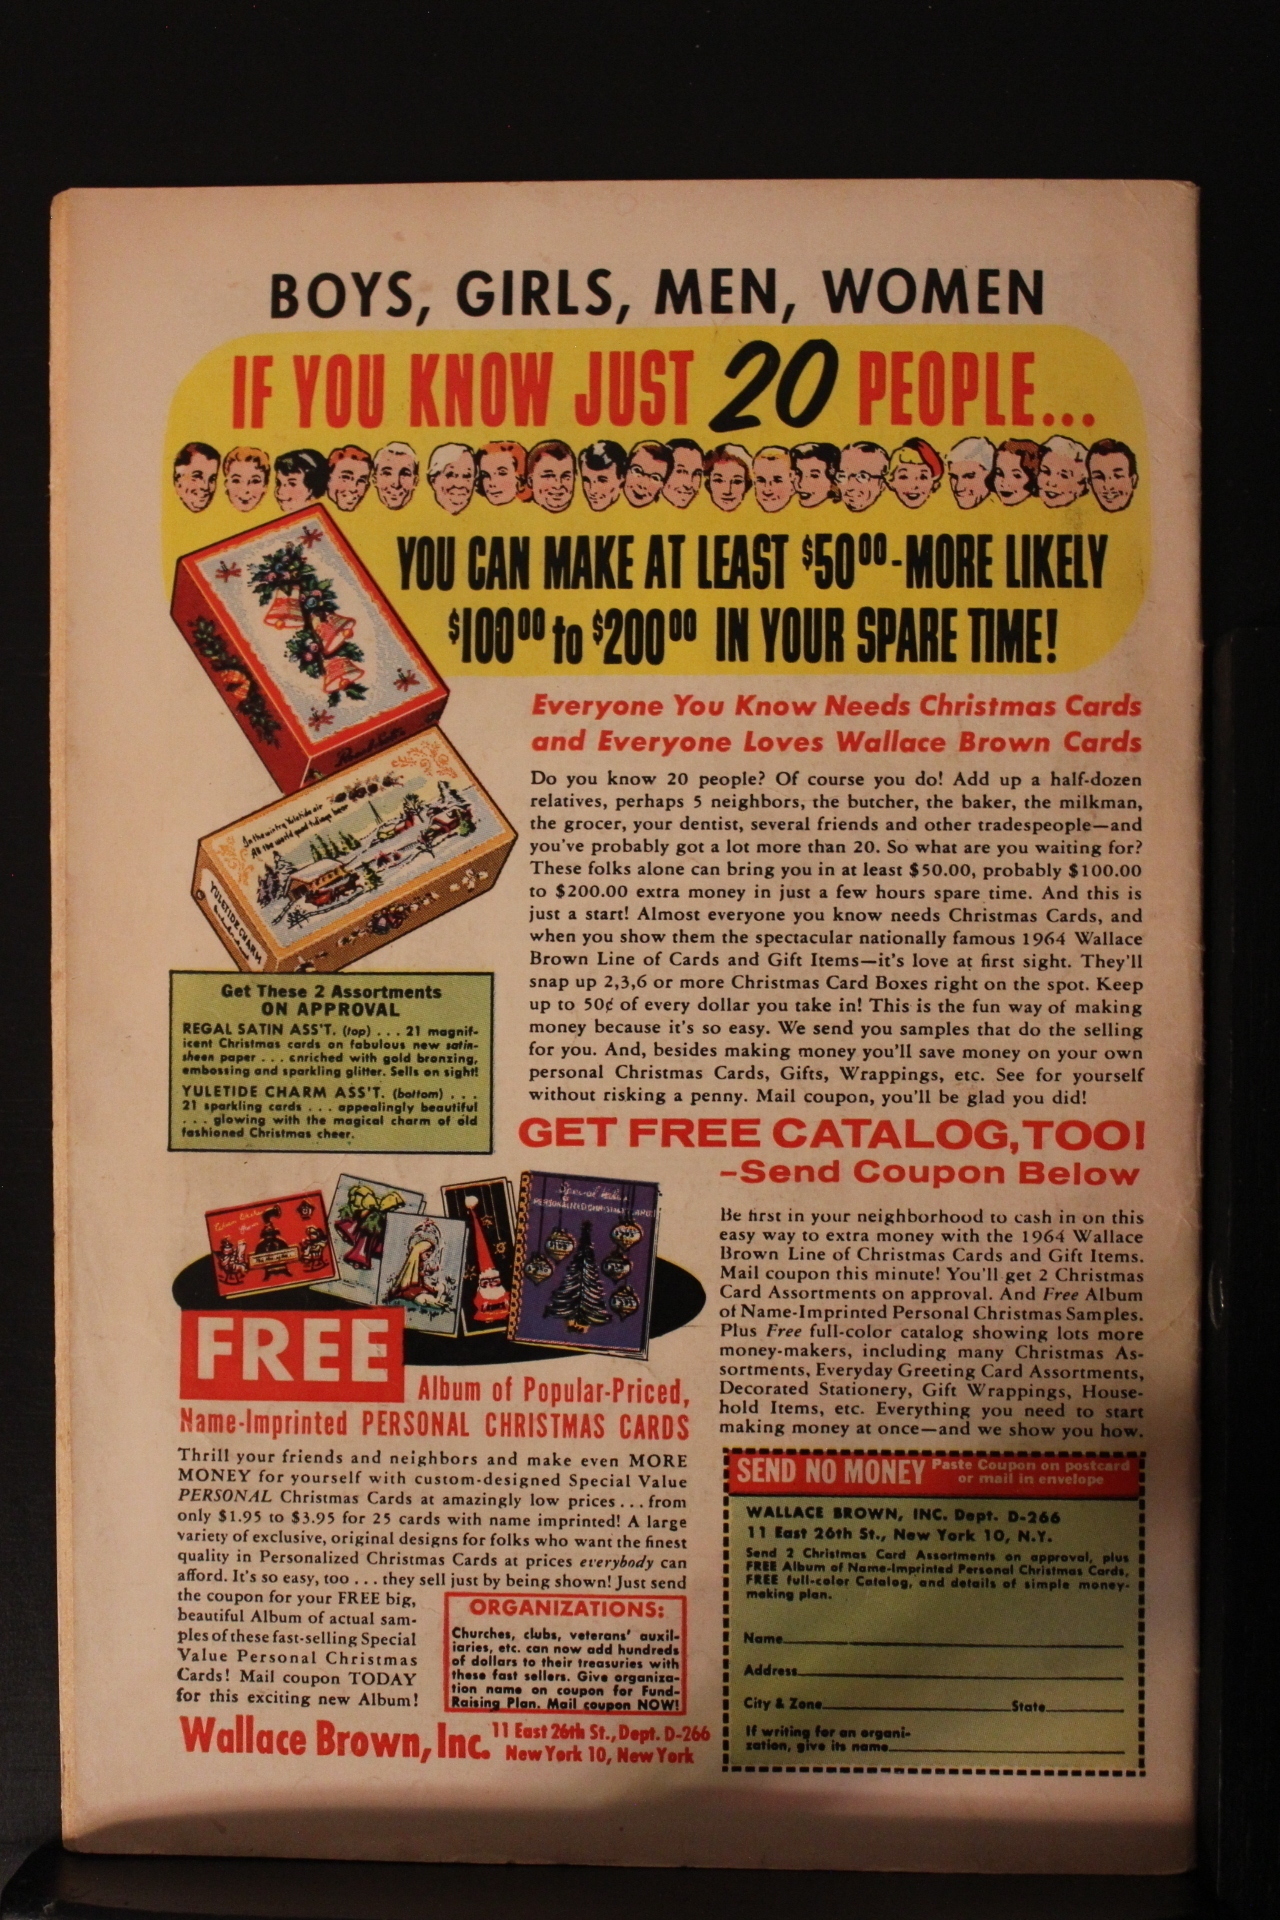 BOYS, GIRLS, MEN, WOMEN
IF YOU KNOW JUST 20 PEOPLE...
YOU CAN MAKE AT LEAST $50⁰⁰-MORE LIKELY
$100⁰⁰ to $200⁰⁰ IN YOUR SPARE TIME!
Regal Satin
In the wintry Yuletide air
All the world good tidings bear
YULETIDE CHARM
Everyone You Know Needs Christmas Cards
and Everyone Loves Wallace Brown Cards
Do you know 20 people? Of course you do! Add up a half-dozen
relatives, perhaps 5 neighbors, the butcher, the baker, the milkman,
the grocer, your dentist, several friends and other tradespeople—and
you've probably got a lot more than 20. So what are you waiting for?
These folks alone can bring you in at least $50.00, probably $100.00
to $200.00 extra money in just a few hours spare time. And this is
just a start! Almost everyone you know needs Christmas Cards, and
when you show them the spectacular nationally famous 1964 Wallace
Brown Line of Cards and Gift Items—it's love at first sight. They'll
snap up 2,3,6 or more Christmas Card Boxes right on the spot. Keep
up to 50¢ of every dollar you take in! This is the fun way of making
money because it's so easy. We send you samples that do the selling
for you. And, besides making money you'll save money on your own
personal Christmas Cards, Gifts, Wrappings, etc. See for yourself
without risking a penny. Mail coupon, you'll be glad you did!
Get These 2 Assortments
ON APPROVAL
REGAL SATIN ASS'T. (top) . . . 21 magnif-
icent Christmas cards on fabulous new satin-
sheen paper . . . enriched with gold bronzing,
embossing and sparkling glitter. Sells on sight!
YULETIDE CHARM ASS'T. (bottom) . . .
21 sparkling cards . . . appealingly beautiful
. . . glowing with the magical charm of old
fashioned Christmas cheer.
GET FREE CATALOG, TOO!
–Send Coupon Below
Be first in your neighborhood to cash in on this
easy way to extra money with the 1964 Wallace
Brown Line of Christmas Cards and Gift Items.
Mail coupon this minute! You'll get 2 Christmas
Card Assortments on approval. And Free Album
of Name-Imprinted Personal Christmas Samples.
Plus Free full-color catalog showing lots more
money-makers, including many Christmas As-
sortments, Everyday Greeting Card Assortments,
Decorated Stationery, Gift Wrappings, House-
hold Items, etc. Everything you need to start
making money at once—and we show you how.
Special Value
PERSONALIZED CHRISTMAS CARDS
FREE
Album of Popular-Priced,
Name-Imprinted PERSONAL CHRISTMAS CARDS
Thrill your friends and neighbors and make even MORE
MONEY for yourself with custom-designed Special Value
PERSONAL Christmas Cards at amazingly low prices . . . from
only $1.95 to $3.95 for 25 cards with name imprinted! A large
variety of exclusive, original designs for folks who want the finest
quality in Personalized Christmas Cards at prices everybody can
afford. It's so easy, too . . . they sell just by being shown! Just send
the coupon for your FREE big,
beautiful Album of actual sam-
ples of these fast-selling Special
Value Personal Christmas
Cards! Mail coupon TODAY
for this exciting new Album!
ORGANIZATIONS:
Churches, clubs, veterans' auxil-
iaries, etc. can now add hundreds
of dollars to their treasuries with
these fast sellers. Give organiza-
tion name on coupon for Fund-
Raising Plan. Mail coupon NOW!
Wallace Brown, Inc. 11 East 26th St., Dept. D-266
New York 10, New York
SEND NO MONEY Paste Coupon on postcard
or mail in envelope
WALLACE BROWN, INC. Dept. D-266
11 East 26th St., New York 10, N.Y.
Send 2 Christmas Card Assortments on approval, plus
FREE Album of Name-Imprinted Personal Christmas Cards,
FREE full-color Catalog, and details of simple money-
making plan.
Name
Address
City & Zone State
If writing for an organi-
zation, give its name